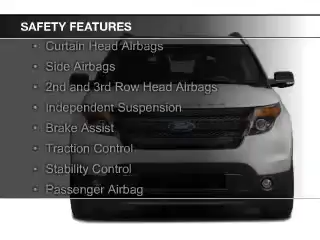 SAFETY FEATURES
• Curtain Head Airbags
• Side Airbags
• 2nd and 3rd Row Head Airbags
• Independent Suspension
• Brake Assist
• Traction Control
• Stability Control
• Passenger Airbag
Ford